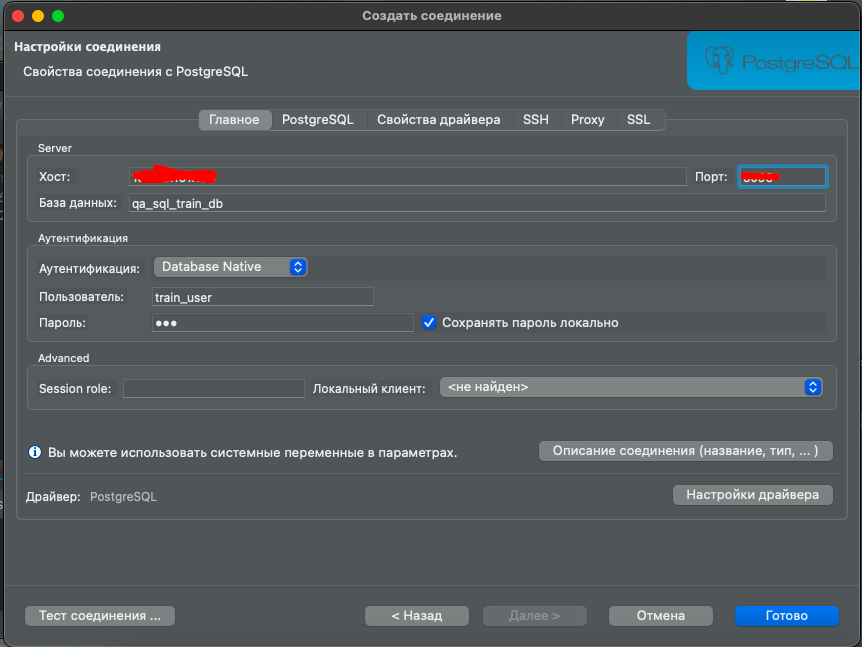 Создать соединение
Настройки соединения
Свойства соединения с PostgreSQL
PostgreSQL
Главное PostgreSQL Свойства драйвера SSH Proxy SSL
Server
Хост: Порт:
База данных: qa_sql_train_db
Аутентификация
Аутентификация: Database Native
Пользователь: train_user
Пароль: ••• Сохранять пароль локально
Advanced
Session role: Локальный клиент: <не найден>
Вы можете использовать системные переменные в параметрах. Описание соединения (название, тип, ... )
Драйвер: PostgreSQL Настройки драйвера
Тест соединения ... < Назад Далее > Отмена Готово